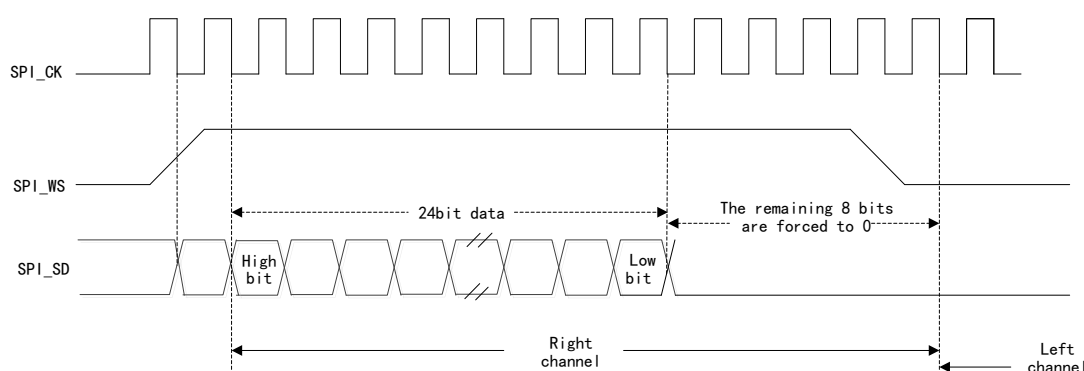 SPI_CK
SPI_WS
24bit data
The remaining 8 bits
are forced to 0
SPI_SD
High
bit
Low
bit
Right
channel
Left
channel